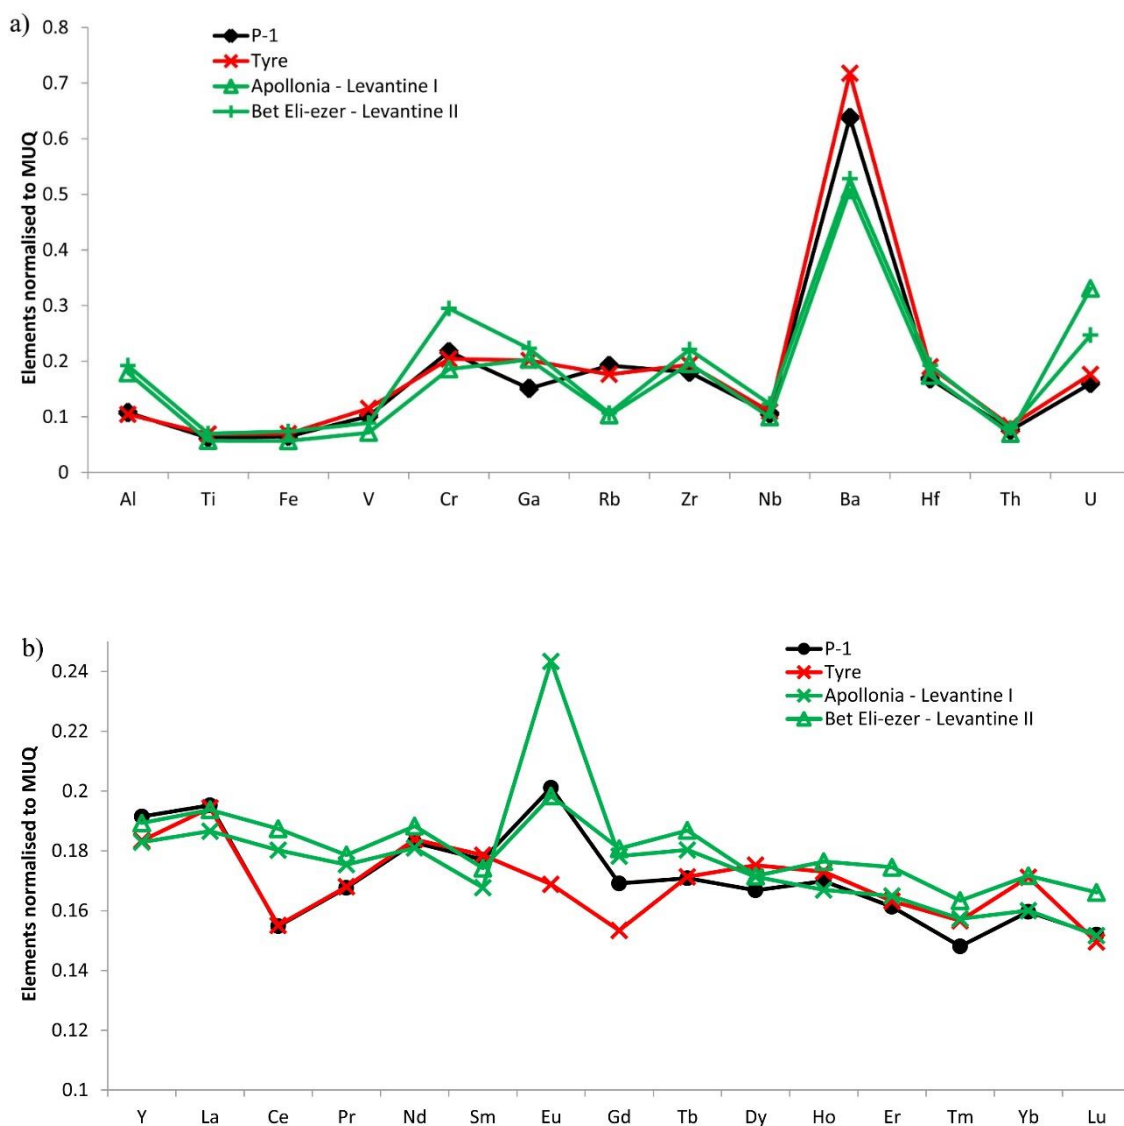 a)
0.8
0.7
0.6
0.5
0.4
0.3
0.2
0.1
0
Elements normalised to MUQ
P-1
Tyre
Apollonia - Levantine I
Bet Eli-ezer - Levantine II
Al Ti Fe V Cr Ga Rb Zr Nb Ba Hf Th U
b)
0.24
0.22
0.2
0.18
0.16
0.14
0.12
0.1
Elements normalised to MUQ
P-1
Tyre
Apollonia - Levantine I
Bet Eli-ezer - Levantine II
Y La Ce Pr Nd Sm Eu Gd Tb Dy Ho Er Tm Yb Lu